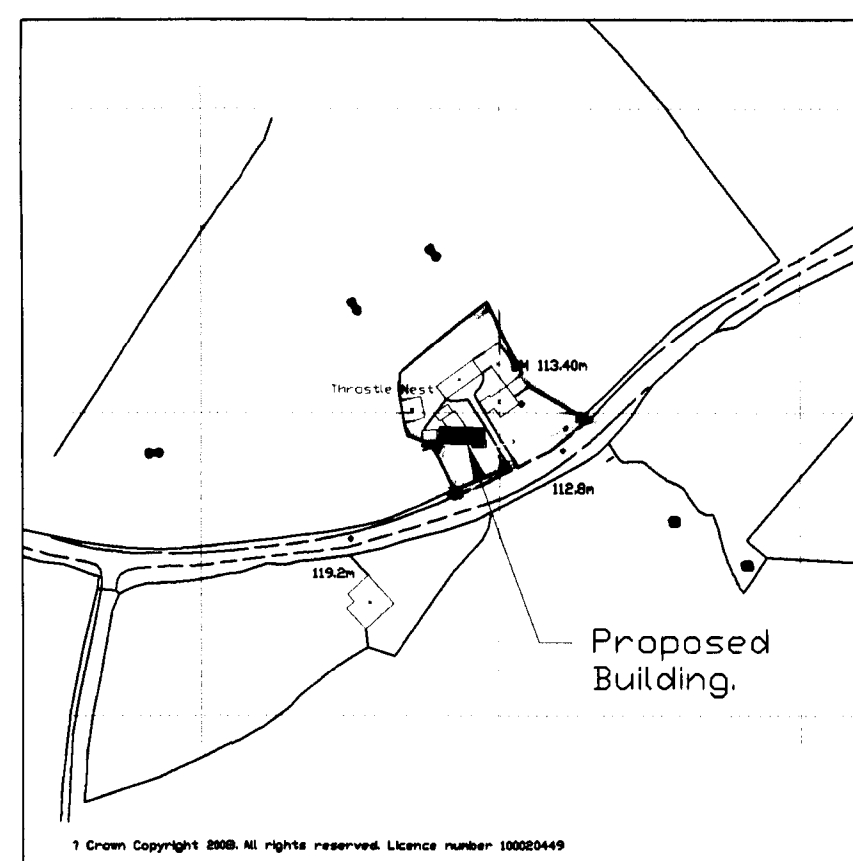 M 113.40m
Throstle Nest
112.8m
119.2m
Proposed
Building.
? Crown Copyright 2008. All rights reserved. Licence number 100020449